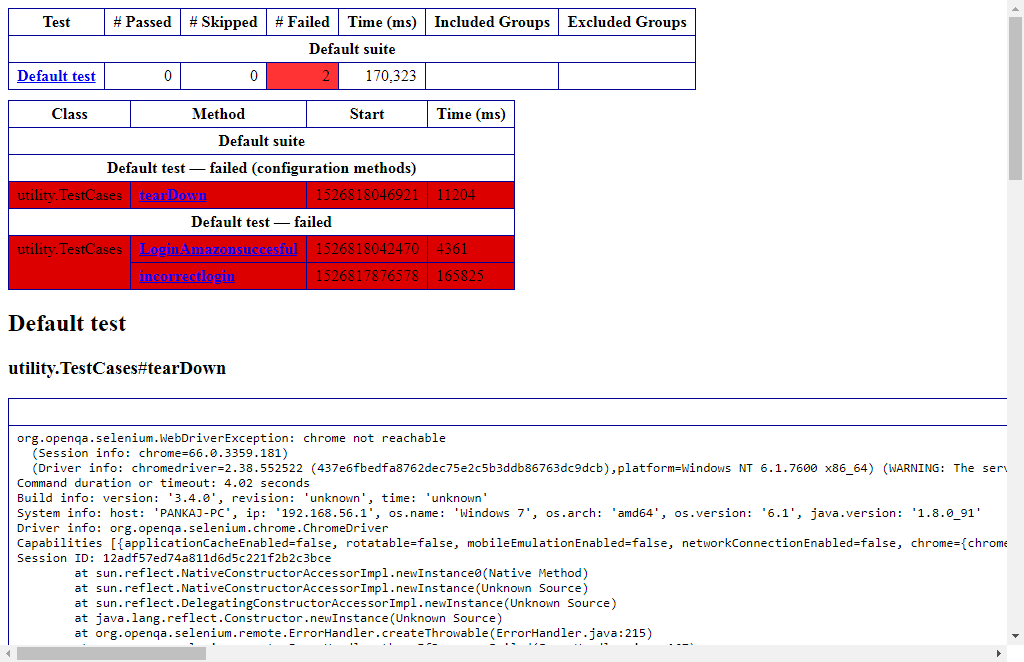 Test # Passed # Skipped # Failed Time (ms) Included Groups Excluded Groups
Default suite
Default test 0 0 2 170,323
Class Method Start Time (ms)
Default suite
Default test — failed (configuration methods)
utility.TestCases tearDown 1526818046921 11204
Default test — failed
utility.TestCases LoginAmazonsuccesful 1526818042470 4361
incorrectlogin 1526817876578 165825
Default test
utility.TestCases#tearDown
org.openqa.selenium.WebDriverException: chrome not reachable
(Session info: chrome=66.0.3359.181)
(Driver info: chromedriver=2.38.552522 (437e6fbedfa8762dec75e2c5b3ddb86763dc9dcb),platform=Windows NT 6.1.7600 x86_64) (WARNING: The serv
Command duration or timeout: 4.02 seconds
Build info: version: '3.4.0', revision: 'unknown', time: 'unknown'
System info: host: 'PANKAJ-PC', ip: '192.168.56.1', os.name: 'Windows 7', os.arch: 'amd64', os.version: '6.1', java.version: '1.8.0_91'
Driver info: org.openqa.selenium.chrome.ChromeDriver
Capabilities [{applicationCacheEnabled=false, rotatable=false, mobileEmulationEnabled=false, networkConnectionEnabled=false, chrome={chrome
Session ID: 12adf57ed74a811d6d5c221f2b2c3bce
at sun.reflect.NativeConstructorAccessorImpl.newInstance0(Native Method)
at sun.reflect.NativeConstructorAccessorImpl.newInstance(Unknown Source)
at sun.reflect.DelegatingConstructorAccessorImpl.newInstance(Unknown Source)
at java.lang.reflect.Constructor.newInstance(Unknown Source)
at org.openqa.selenium.remote.ErrorHandler.createThrowable(ErrorHandler.java:215)